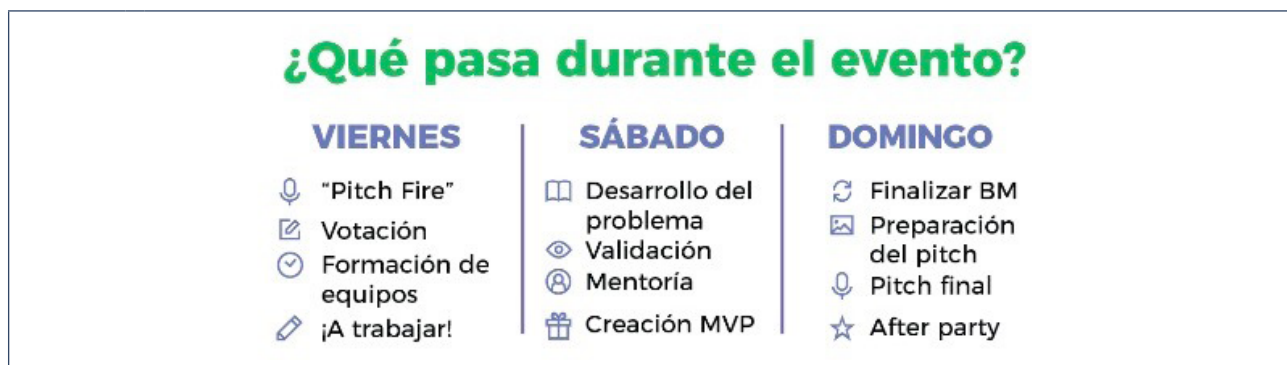 ¿Qué pasa durante el evento?
VIERNES
"Pitch Fire"
Votación
Formación de
equipos
¡A trabajar!
SÁBADO
Desarrollo del
problema
Validación
Mentoría
Creación MVP
DOMINGO
Finalizar BM
Preparación
del pitch
Pitch final
After party